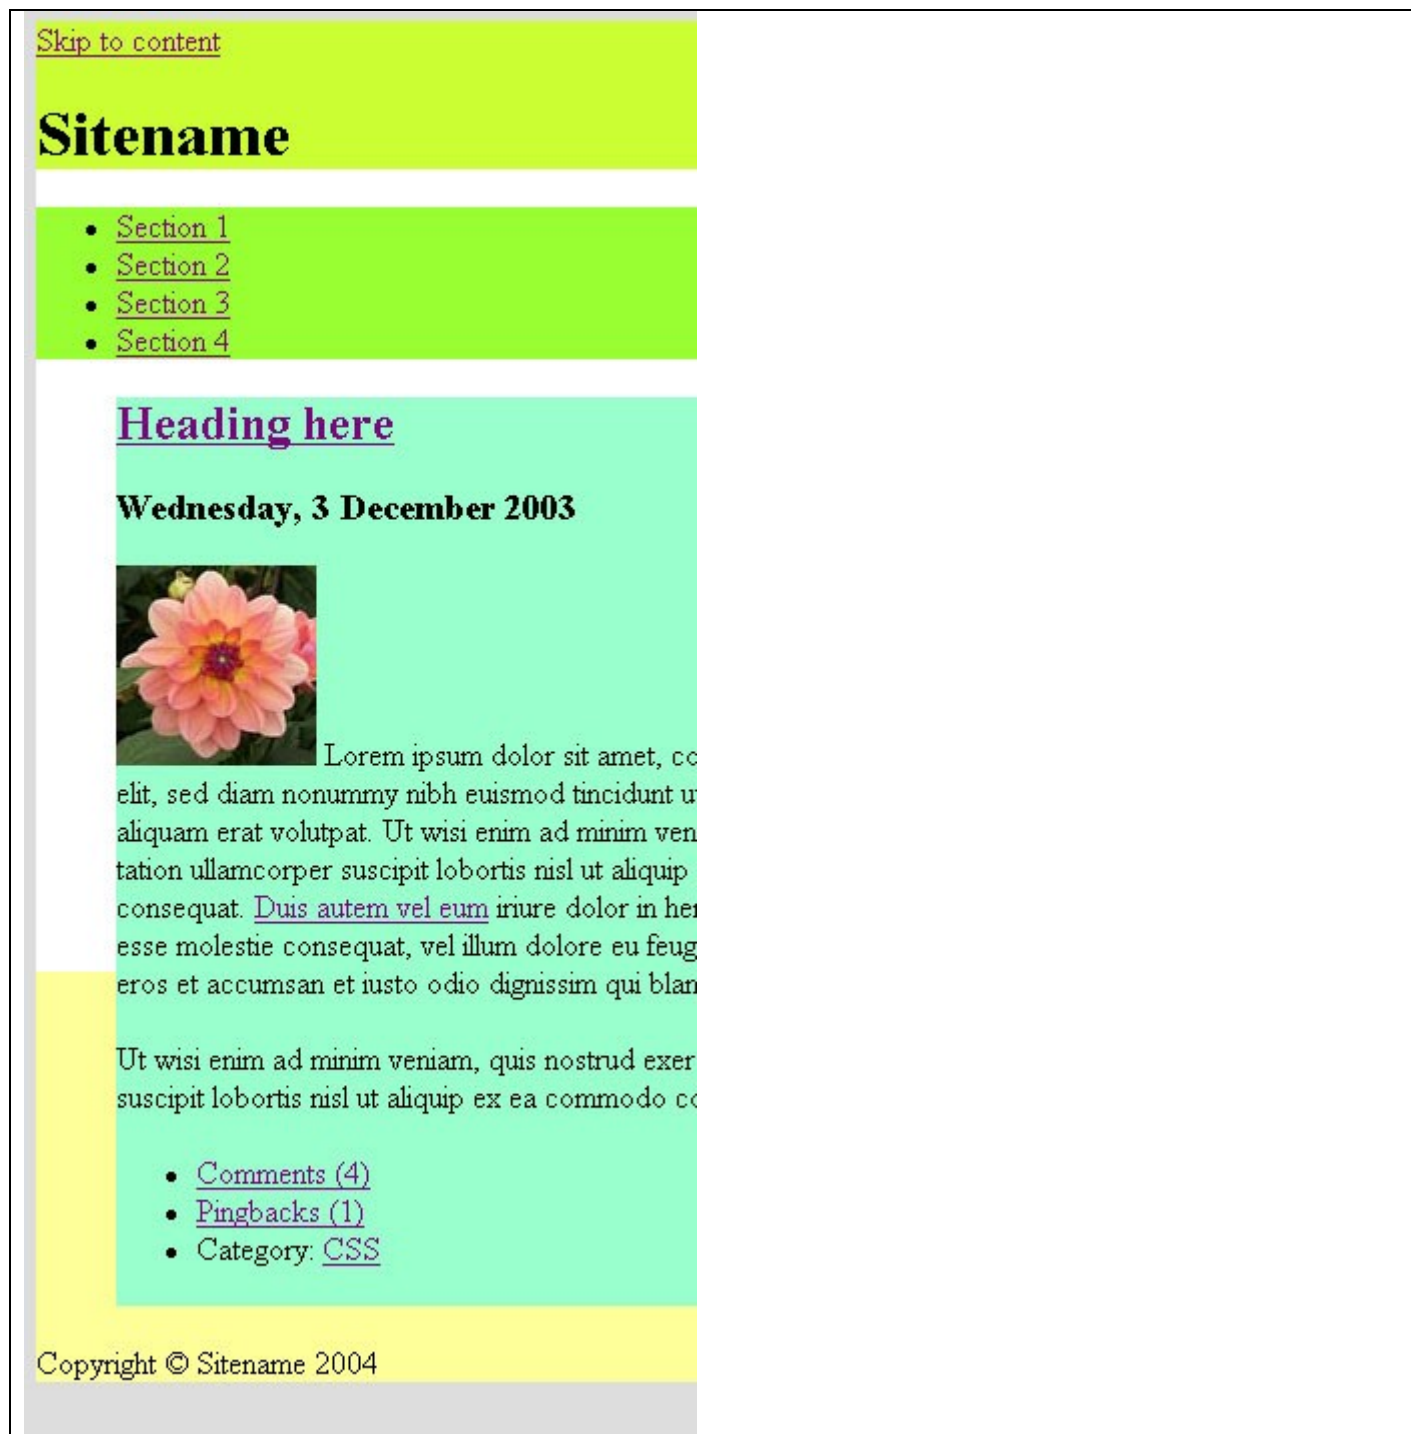 Skip to content
Sitename
Section 1
Section 2
Section 3
Section 4
Heading here
Wednesday, 3 December 2003
Lorem ipsum dolor sit amet,
elit, sed diam nonummy nibh euismod tincidunt
aliquam erat volutpat. Ut wisi enim ad minim
tation ullamcorper suscipit lobortis nisl ut aliquip
consequat. Duis autem vel eum iriure dolor in
esse molestie consequat, vel illum dolore eu
eros et accumsan et iusto odio dignissim qui
Ut wisi enim ad minim veniam, quis nostrud
suscipit lobortis nisl ut aliquip ex ea commodo
Comments (4)
Pingbacks (1)
Category: CSS
Copyright © Sitename 2004